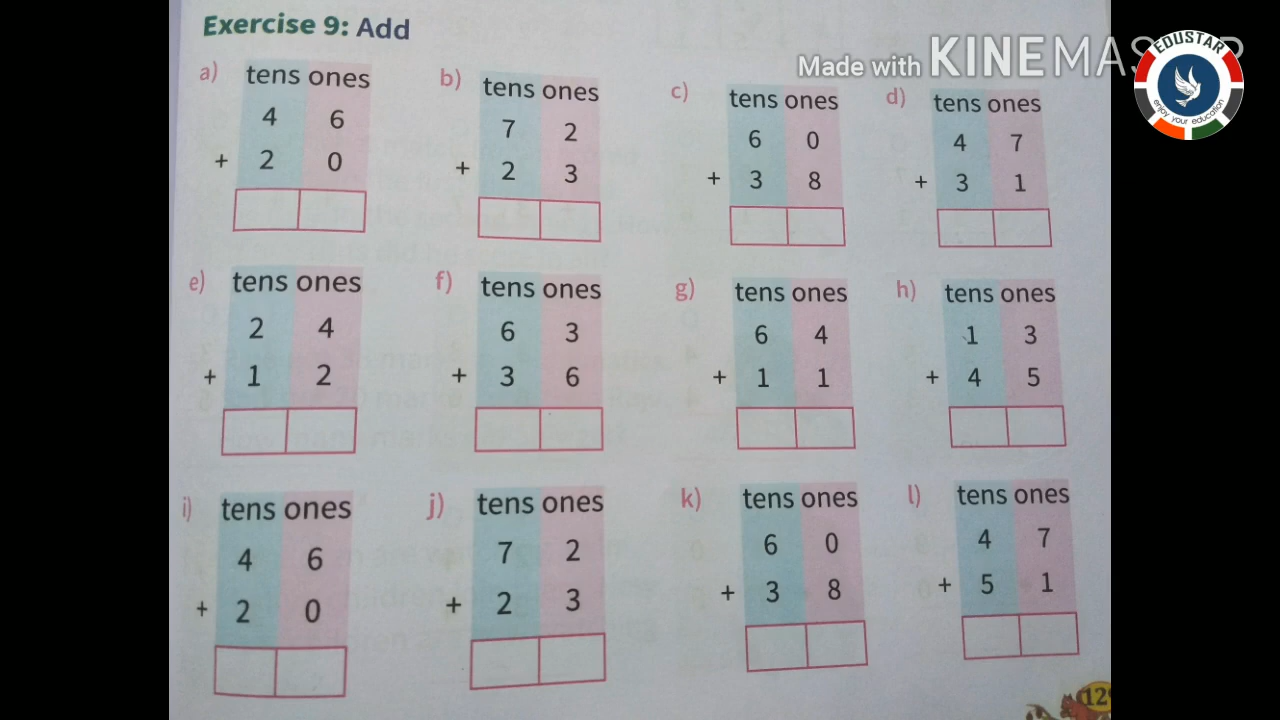 Exercise 9: Add
Made with KINEMASTER
EDUSTAR
enjoy your education
a) tens ones
4 6
+ 2 0
b) tens ones
7 2
+ 2 3
c) tens ones
6 0
+ 3 8
d) tens ones
4 7
+ 3 1
e) tens ones
2 4
+ 1 2
f) tens ones
6 3
+ 3 6
g) tens ones
6 4
+ 1 1
h) tens ones
1 3
+ 4 5
i) tens ones
4 6
+ 2 0
j) tens ones
7 2
+ 2 3
k) tens ones
6 0
+ 3 8
l) tens ones
4 7
+ 5 1
129